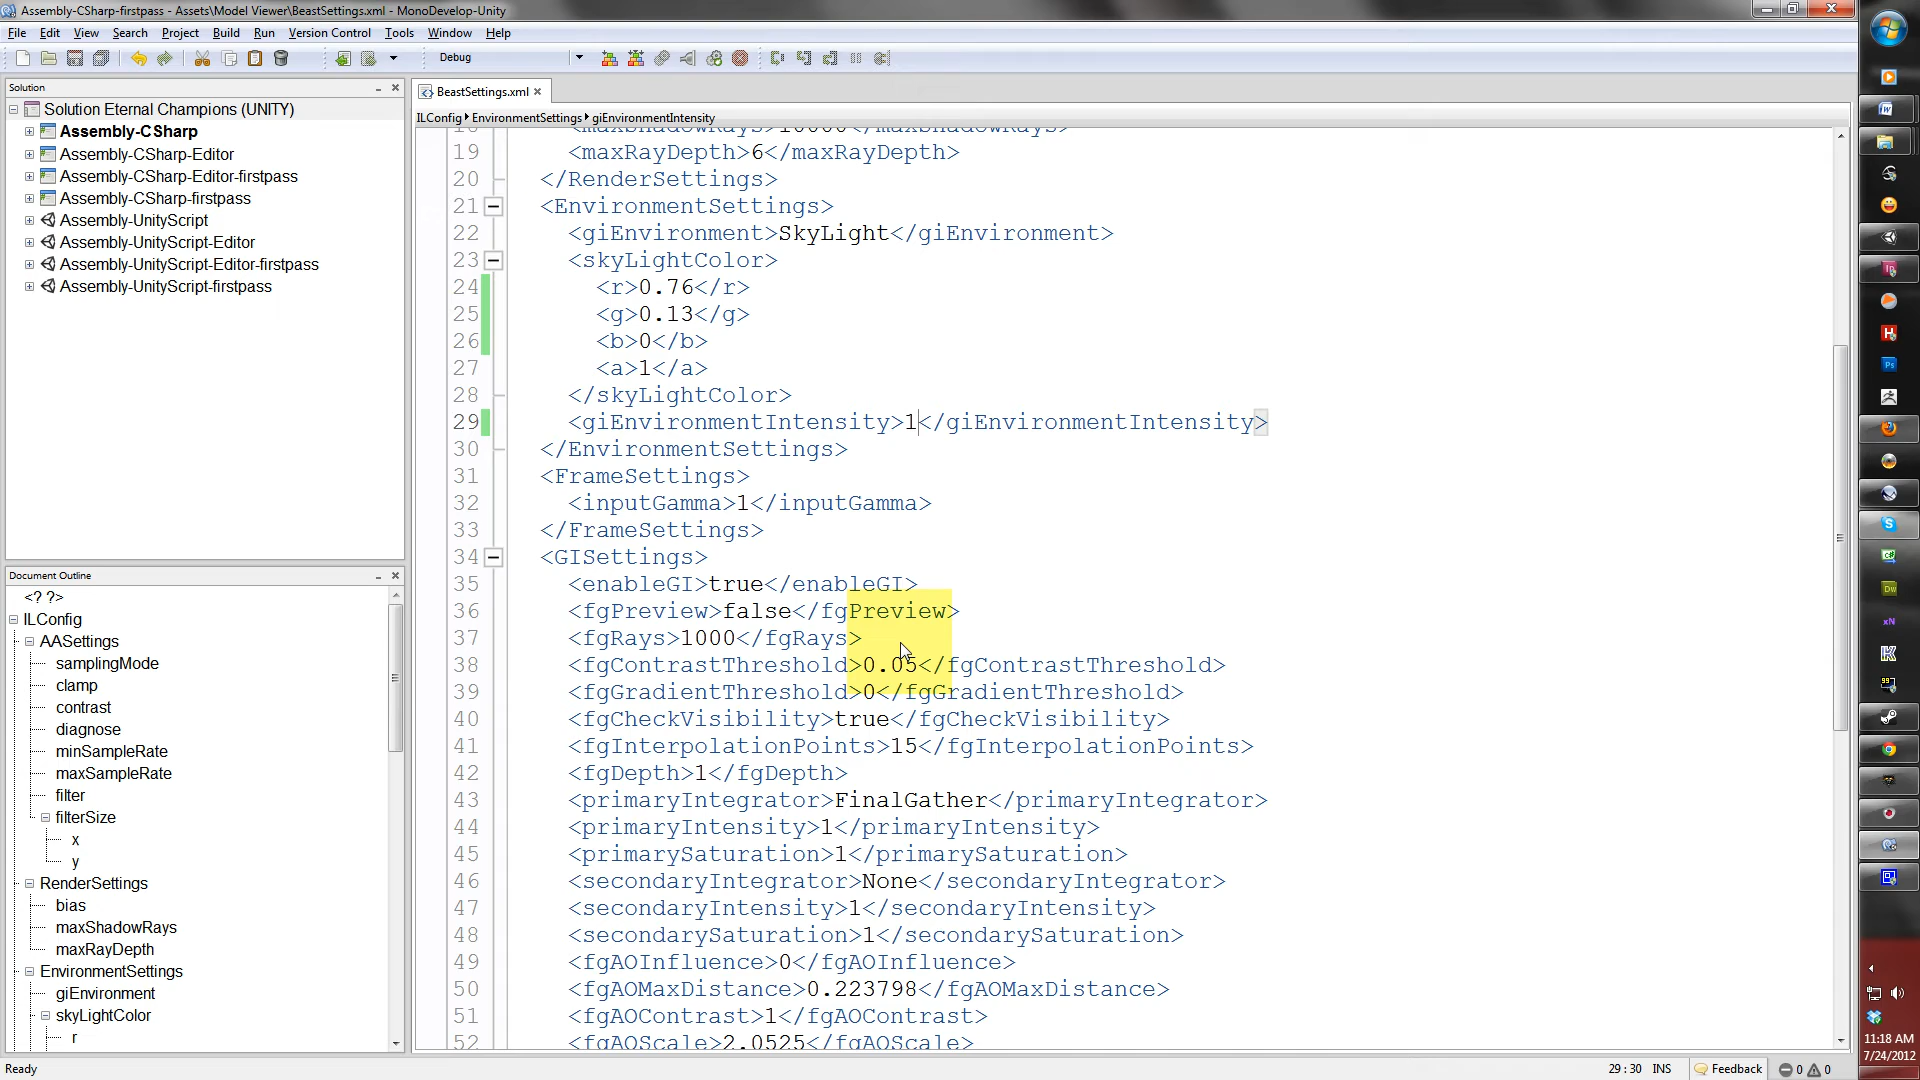 Assembly-CSharp-firstpass - Assets\Model Viewer\BeastSettings.xml - MonoDevelop-Unity
File Edit View Search Project Build Run Version Control Tools Window Help
Debug
Solution
Solution Eternal Champions (UNITY)
Assembly-CSharp
Assembly-CSharp-Editor
Assembly-CSharp-Editor-firstpass
Assembly-CSharp-firstpass
Assembly-UnityScript
Assembly-UnityScript-Editor
Assembly-UnityScript-Editor-firstpass
Assembly-UnityScript-firstpass
Document Outline
<? ?>
ILConfig
AASettings
samplingMode
clamp
contrast
diagnose
minSampleRate
maxSampleRate
filter
filterSize
x
y
RenderSettings
bias
maxShadowRays
maxRayDepth
EnvironmentSettings
giEnvironment
skyLightColor
r
BeastSettings.xml
ILConfig EnvironmentSettings giEnvironmentIntensity
18 <maxShadowRays>10000</maxShadowRays>
19 <maxRayDepth>6</maxRayDepth>
20 </RenderSettings>
21 <EnvironmentSettings>
22 <giEnvironment>SkyLight</giEnvironment>
23 <skyLightColor>
24 <r>0.76</r>
25 <g>0.13</g>
26 <b>0</b>
27 <a>1</a>
28 </skyLightColor>
29 <giEnvironmentIntensity>1</giEnvironmentIntensity>
30 </EnvironmentSettings>
31 <FrameSettings>
32 <inputGamma>1</inputGamma>
33 </FrameSettings>
34 <GISettings>
35 <enableGI>true</enableGI>
36 <fgPreview>false</fgPreview>
37 <fgRays>1000</fgRays>
38 <fgContrastThreshold>0.05</fgContrastThreshold>
39 <fgGradientThreshold>0</fgGradientThreshold>
40 <fgCheckVisibility>true</fgCheckVisibility>
41 <fgInterpolationPoints>15</fgInterpolationPoints>
42 <fgDepth>1</fgDepth>
43 <primaryIntegrator>FinalGather</primaryIntegrator>
44 <primaryIntensity>1</primaryIntensity>
45 <primarySaturation>1</primarySaturation>
46 <secondaryIntegrator>None</secondaryIntegrator>
47 <secondaryIntensity>1</secondaryIntensity>
48 <secondarySaturation>1</secondarySaturation>
49 <fgAOInfluence>0</fgAOInfluence>
50 <fgAOMaxDistance>0.223798</fgAOMaxDistance>
51 <fgAOContrast>1</fgAOContrast>
52 <fgAOScale>2.0525</fgAOScale>
Ready
29 : 30 INS Feedback 0 0
11:18 AM
7/24/2012